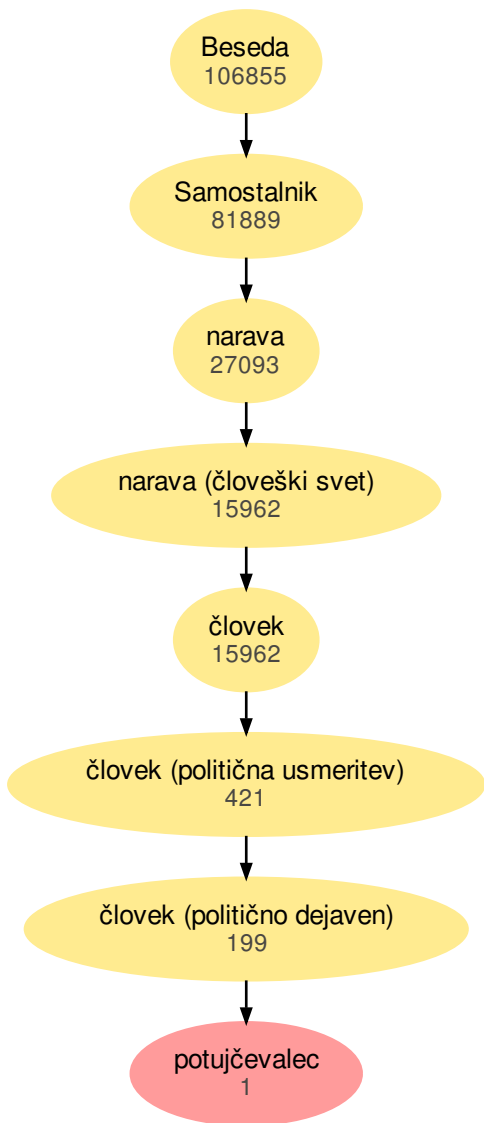 Beseda
106855
Samostalnik
81889
narava
27093
narava (človeški svet)
15962
človek
15962
človek (politična usmeritev)
421
človek (politično dejaven)
199
potujčevalec
1